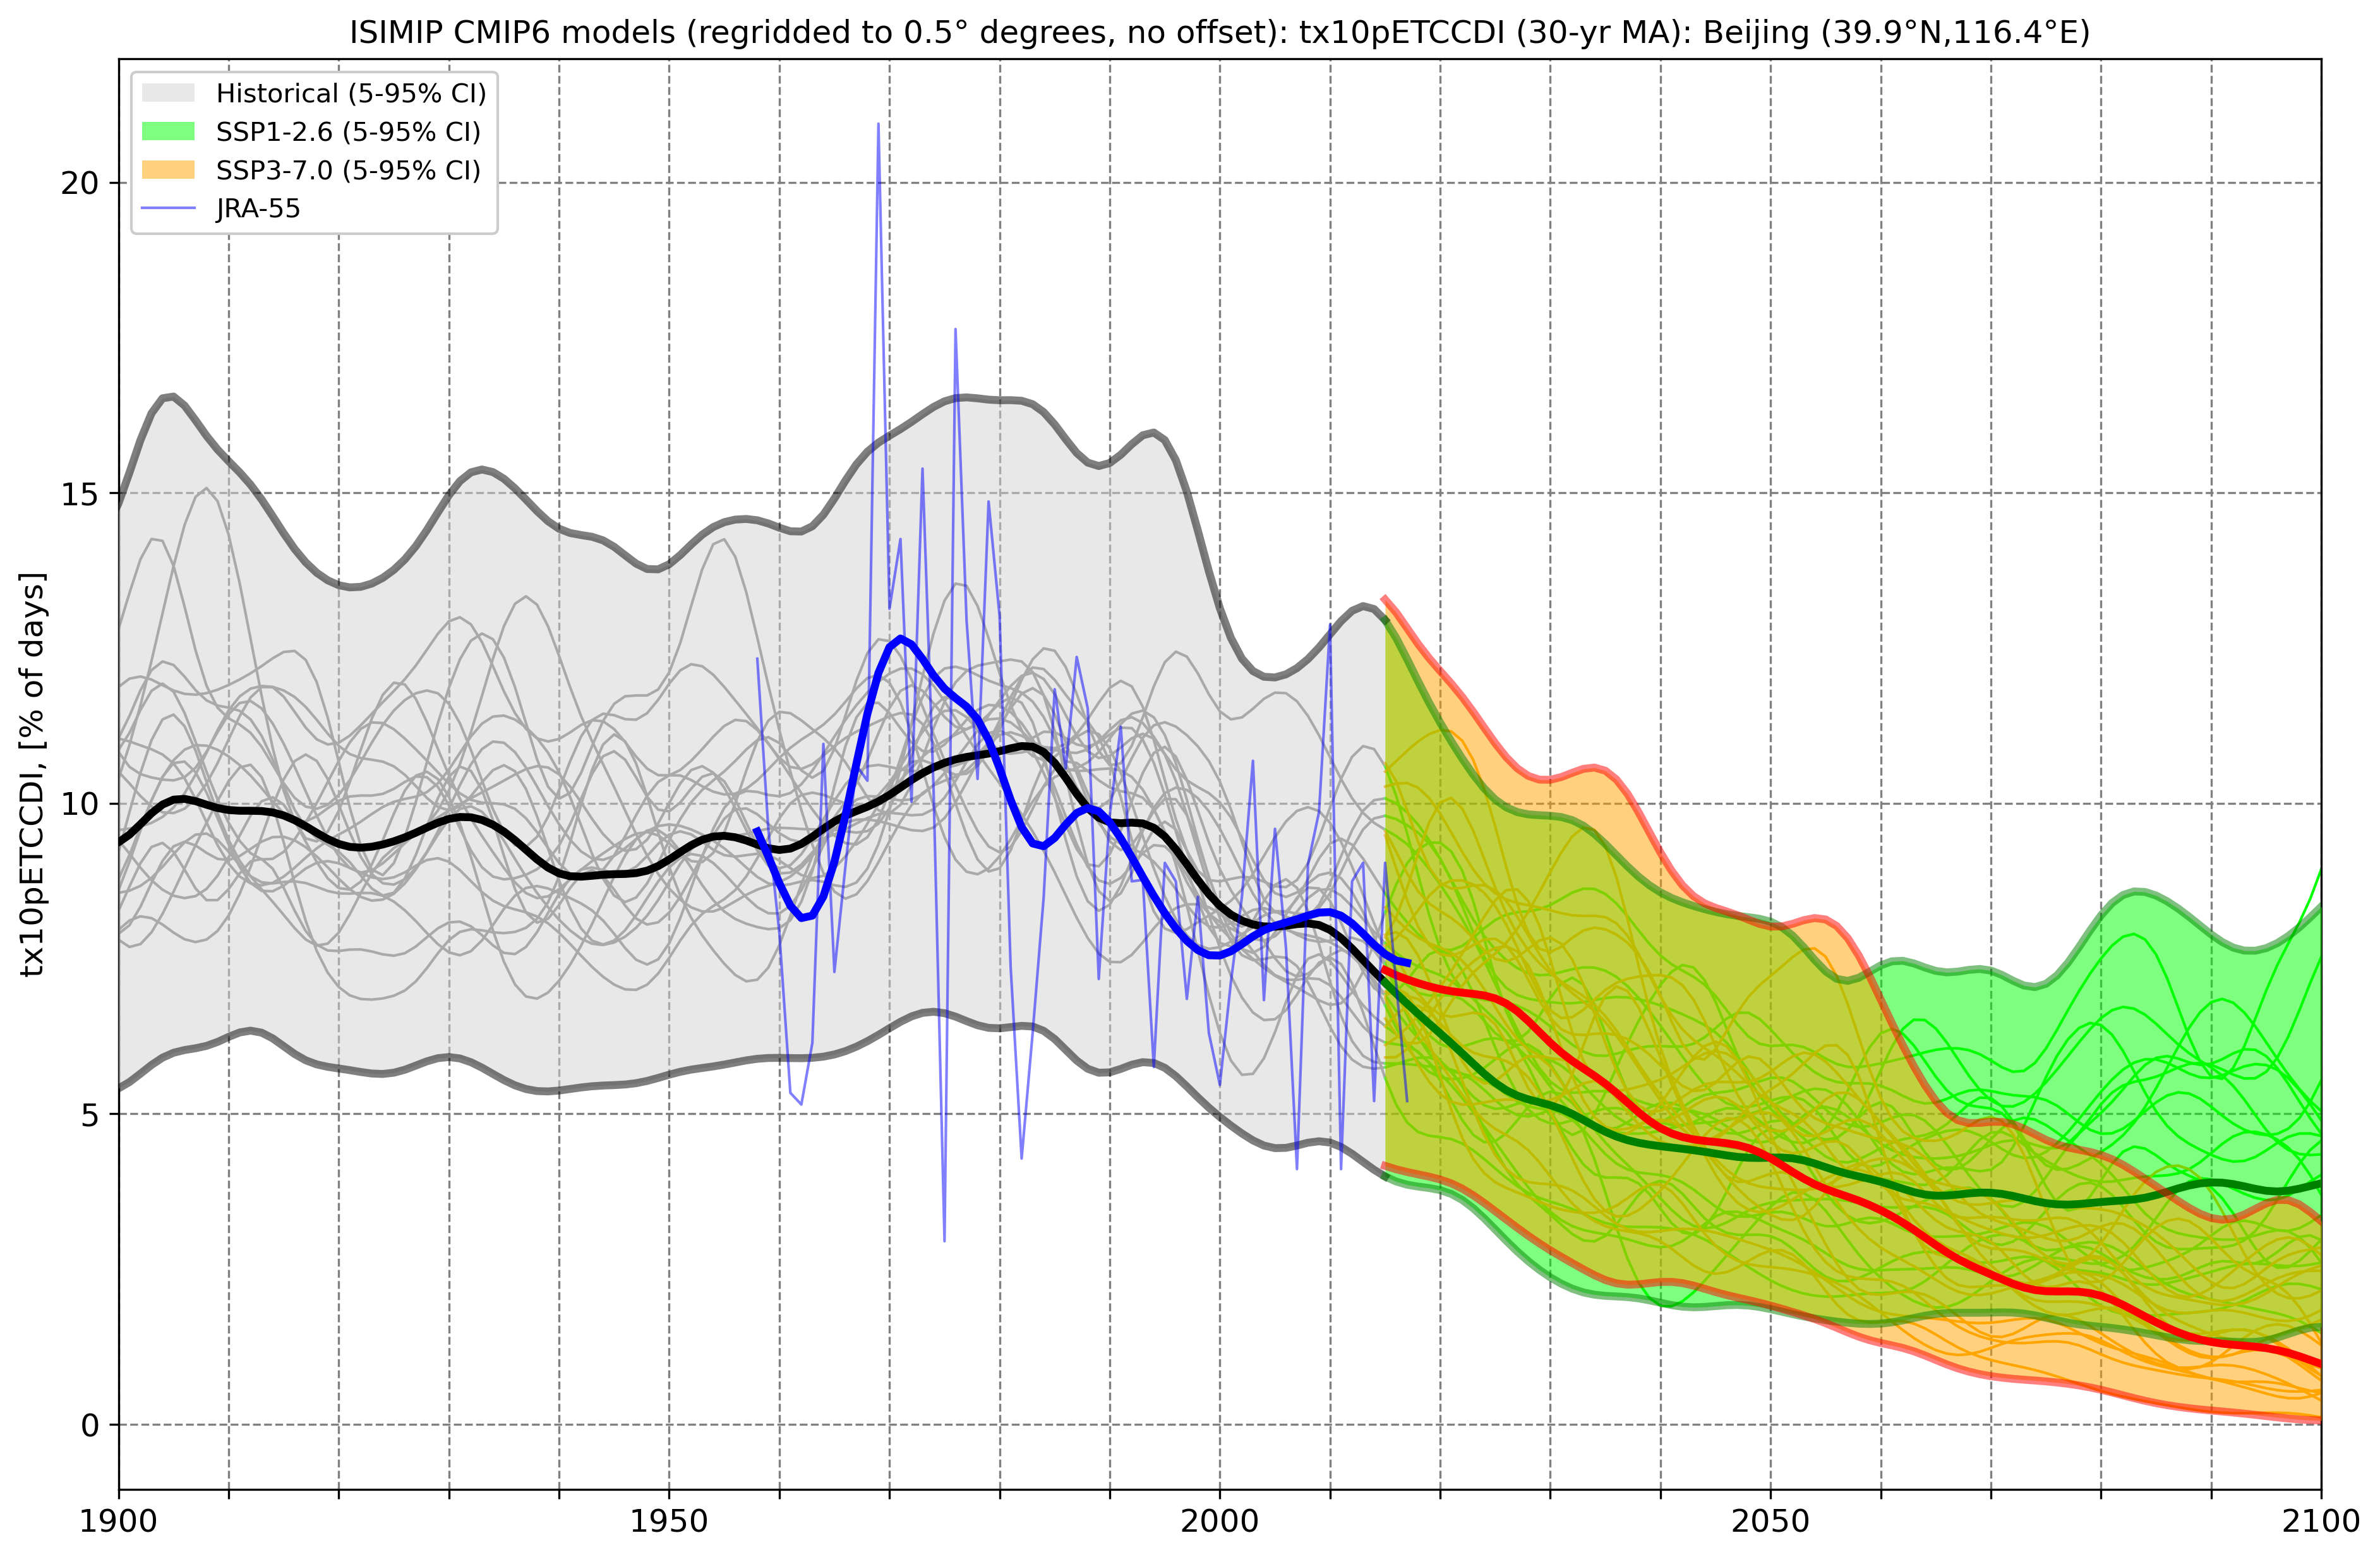 ISIMIP CMIP6 models (regridded to 0.5° degrees, no offset): tx10pETCCDI (30-yr MA): Beijing (39.9°N,116.4°E)
Historical (5-95% CI)
SSP1-2.6 (5-95% CI)
SSP3-7.0 (5-95% CI)
JRA-55
tx10pETCCDI, [% of days]
20
15
10
5
0
1900
1950
2000
2050
2100